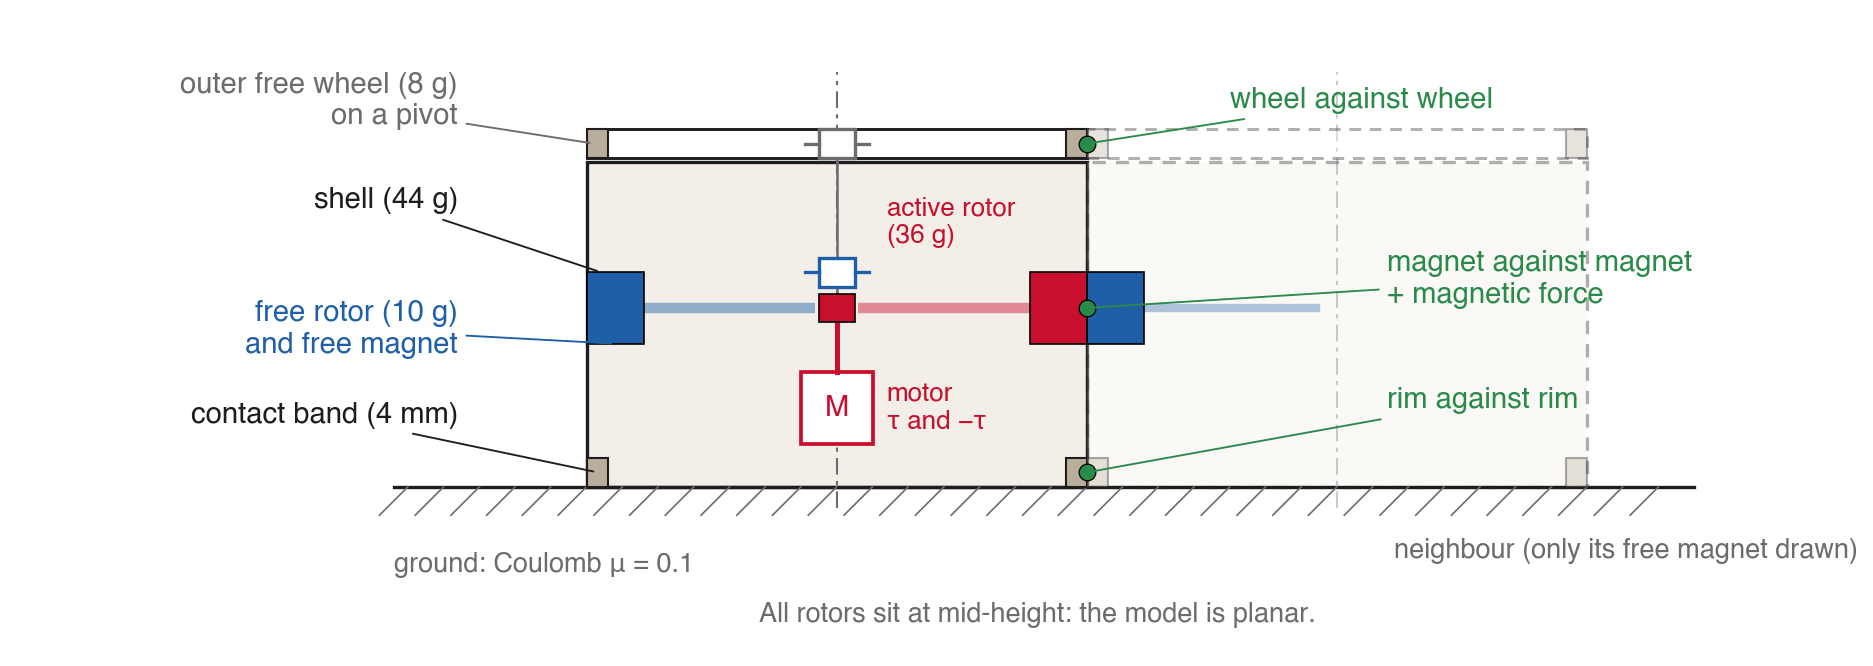 outer free wheel (8 g)
on a pivot
wheel against wheel
shell (44 g)
active rotor
(36 g)
magnet against magnet
+ magnetic force
free rotor (10 g)
and free magnet
motor
τ and −τ
M
rim against rim
contact band (4 mm)
neighbour (only its free magnet drawn)
ground: Coulomb μ = 0.1
All rotors sit at mid-height: the model is planar.